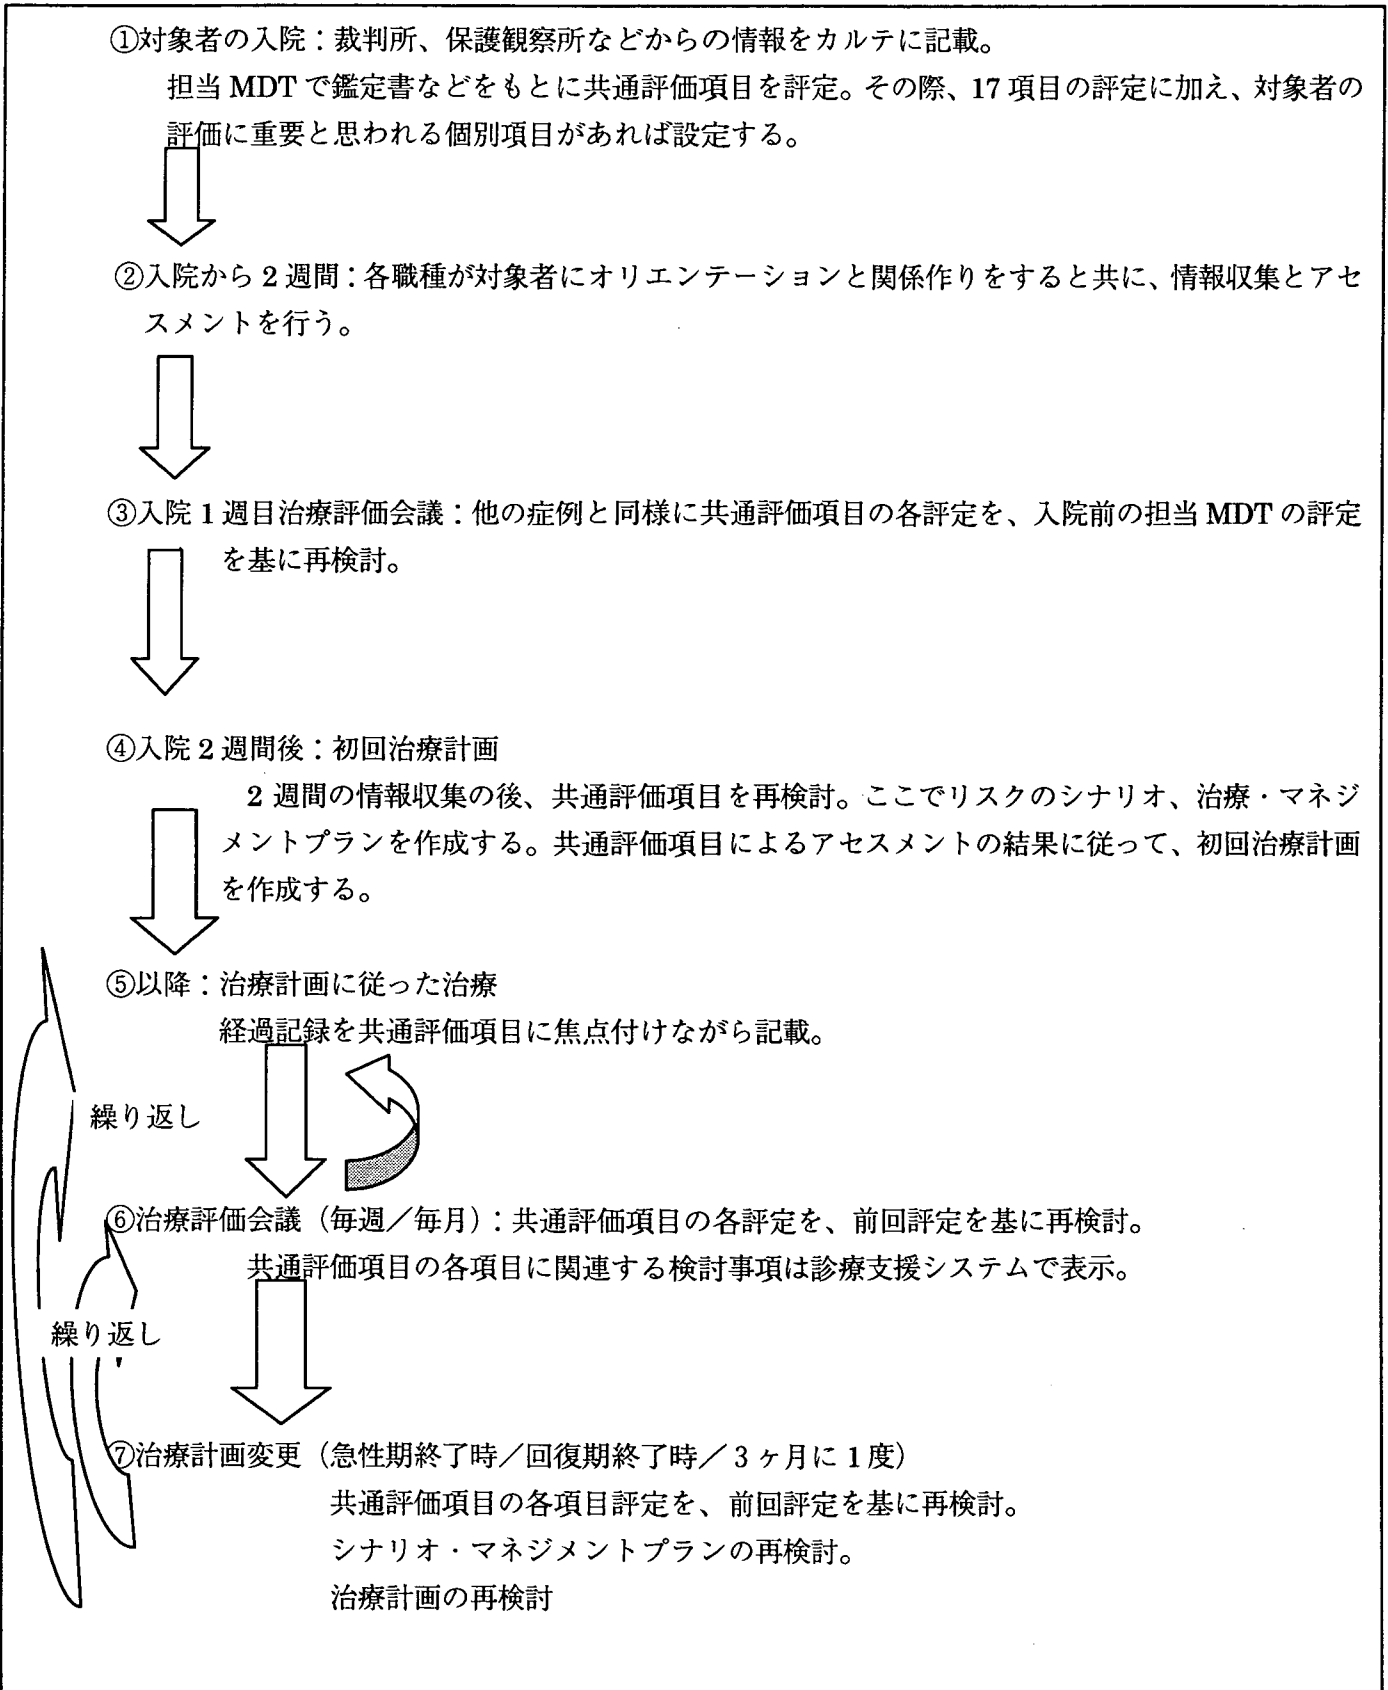 ①対象者の入院：裁判所、保護観察所などからの情報をカルテに記載。
担当 MDT で鑑定書などをもとに共通評価項目を評定。その際、17 項目の評定に加え、対象者の
評価に重要と思われる個別項目があれば設定する。
②入院から 2 週間：各職種が対象者にオリエンテーションと関係作りをすると共に、情報収集とアセ
スメントを行う。
③入院 1 週目治療評価会議：他の症例と同様に共通評価項目の各評定を、入院前の担当 MDT の評定
を基に再検討。
④入院 2 週間後：初回治療計画
2 週間の情報収集の後、共通評価項目を再検討。ここでリスクのシナリオ、治療・マネジ
メントプランを作成する。共通評価項目によるアセスメントの結果に従って、初回治療計画
を作成する。
⑤以降：治療計画に従った治療
経過記録を共通評価項目に焦点付けながら記載。
繰り返し
⑥治療評価会議（毎週／毎月）：共通評価項目の各評定を、前回評定を基に再検討。
共通評価項目の各項目に関連する検討事項は診療支援システムで表示。
繰り返し
⑦治療計画変更（急性期終了時／回復期終了時／3 ヶ月に 1 度）
共通評価項目の各項目評定を、前回評定を基に再検討。
シナリオ・マネジメントプランの再検討。
治療計画の再検討